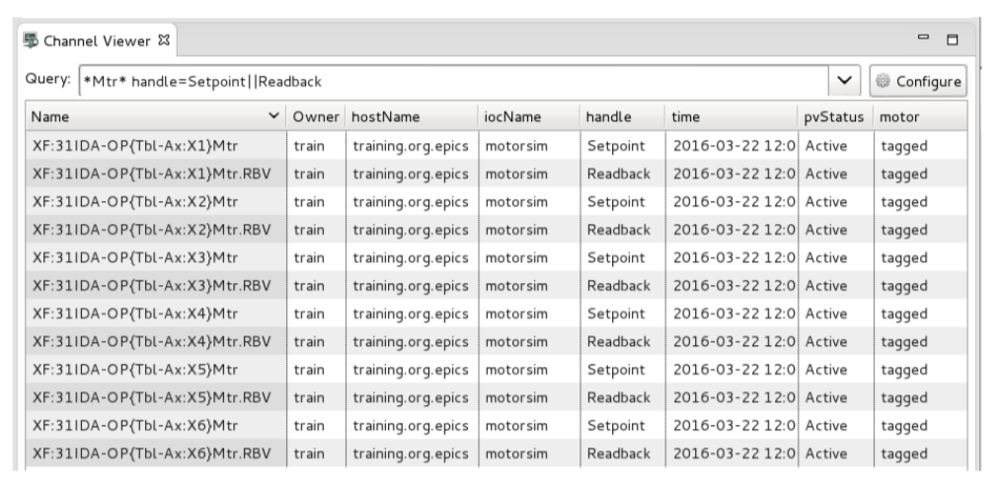 Channel Viewer
Query: *Mtr* handle=Setpoint||Readback Configure
Name Owner hostName iocName handle time pvStatus motor
XF:31IDA-OP{Tbl-Ax:X1}Mtr train training.org.epics motorsim Setpoint 2016-03-22 12:0 Active tagged
XF:31IDA-OP{Tbl-Ax:X1}Mtr.RBV train training.org.epics motorsim Readback 2016-03-22 12:0 Active tagged
XF:31IDA-OP{Tbl-Ax:X2}Mtr train training.org.epics motorsim Setpoint 2016-03-22 12:0 Active tagged
XF:31IDA-OP{Tbl-Ax:X2}Mtr.RBV train training.org.epics motorsim Readback 2016-03-22 12:0 Active tagged
XF:31IDA-OP{Tbl-Ax:X3}Mtr train training.org.epics motorsim Setpoint 2016-03-22 12:0 Active tagged
XF:31IDA-OP{Tbl-Ax:X3}Mtr.RBV train training.org.epics motorsim Readback 2016-03-22 12:0 Active tagged
XF:31IDA-OP{Tbl-Ax:X4}Mtr train training.org.epics motorsim Setpoint 2016-03-22 12:0 Active tagged
XF:31IDA-OP{Tbl-Ax:X4}Mtr.RBV train training.org.epics motorsim Readback 2016-03-22 12:0 Active tagged
XF:31IDA-OP{Tbl-Ax:X5}Mtr train training.org.epics motorsim Setpoint 2016-03-22 12:0 Active tagged
XF:31IDA-OP{Tbl-Ax:X5}Mtr.RBV train training.org.epics motorsim Readback 2016-03-22 12:0 Active tagged
XF:31IDA-OP{Tbl-Ax:X6}Mtr train training.org.epics motorsim Setpoint 2016-03-22 12:0 Active tagged
XF:31IDA-OP{Tbl-Ax:X6}Mtr.RBV train training.org.epics motorsim Readback 2016-03-22 12:0 Active tagged